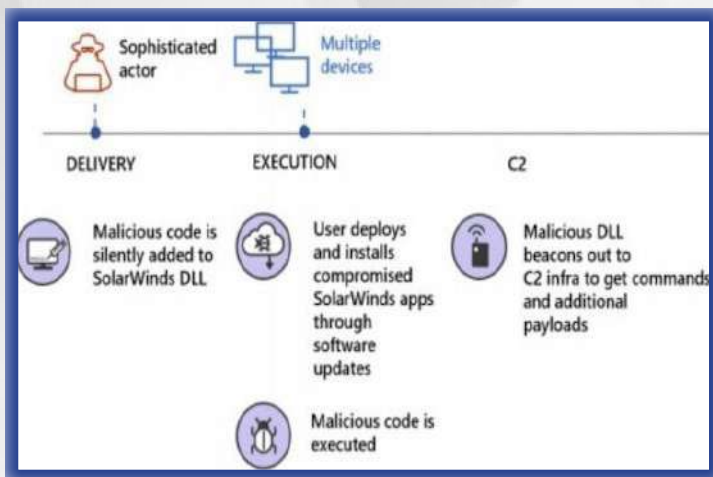 Sophisticated
actor
Multiple
devices
DELIVERY
EXECUTION
C2
Malicious code is
silently added to
SolarWinds DLL
User deploys
and installs
compromised
SolarWinds apps
through
software
updates
Malicious DLL
beacons out to
C2 infra to get commands
and additional
payloads
Malicious code is
executed